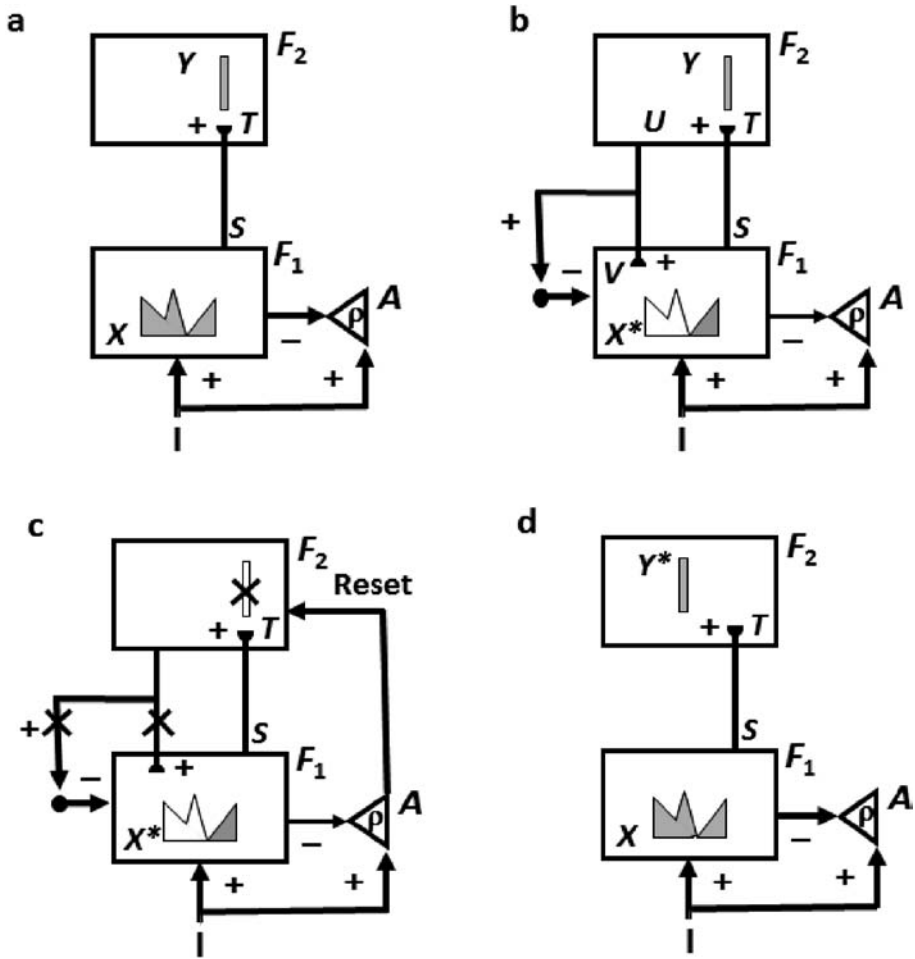 a
F2
Y
+ T
S
F1
X
− ρ A
+ +
I
b
F2
Y
U + T
+
S
F1
V +
−
X*
− ρ A
+ +
I
c
F2
Reset
+ T
+
S
F1
+
−
X*
− ρ A
+ +
I
d
F2
Y*
+ T
S
F1
X
− ρ A
+ +
I